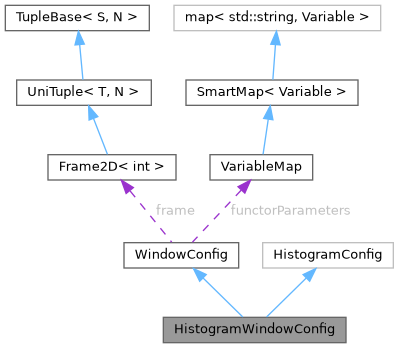 TupleBase< S, N >
map< std::string, Variable >
UniTuple< T, N >
SmartMap< Variable >
Frame2D< int >
VariableMap
frame
functorParameters
WindowConfig
HistogramConfig
HistogramWindowConfig